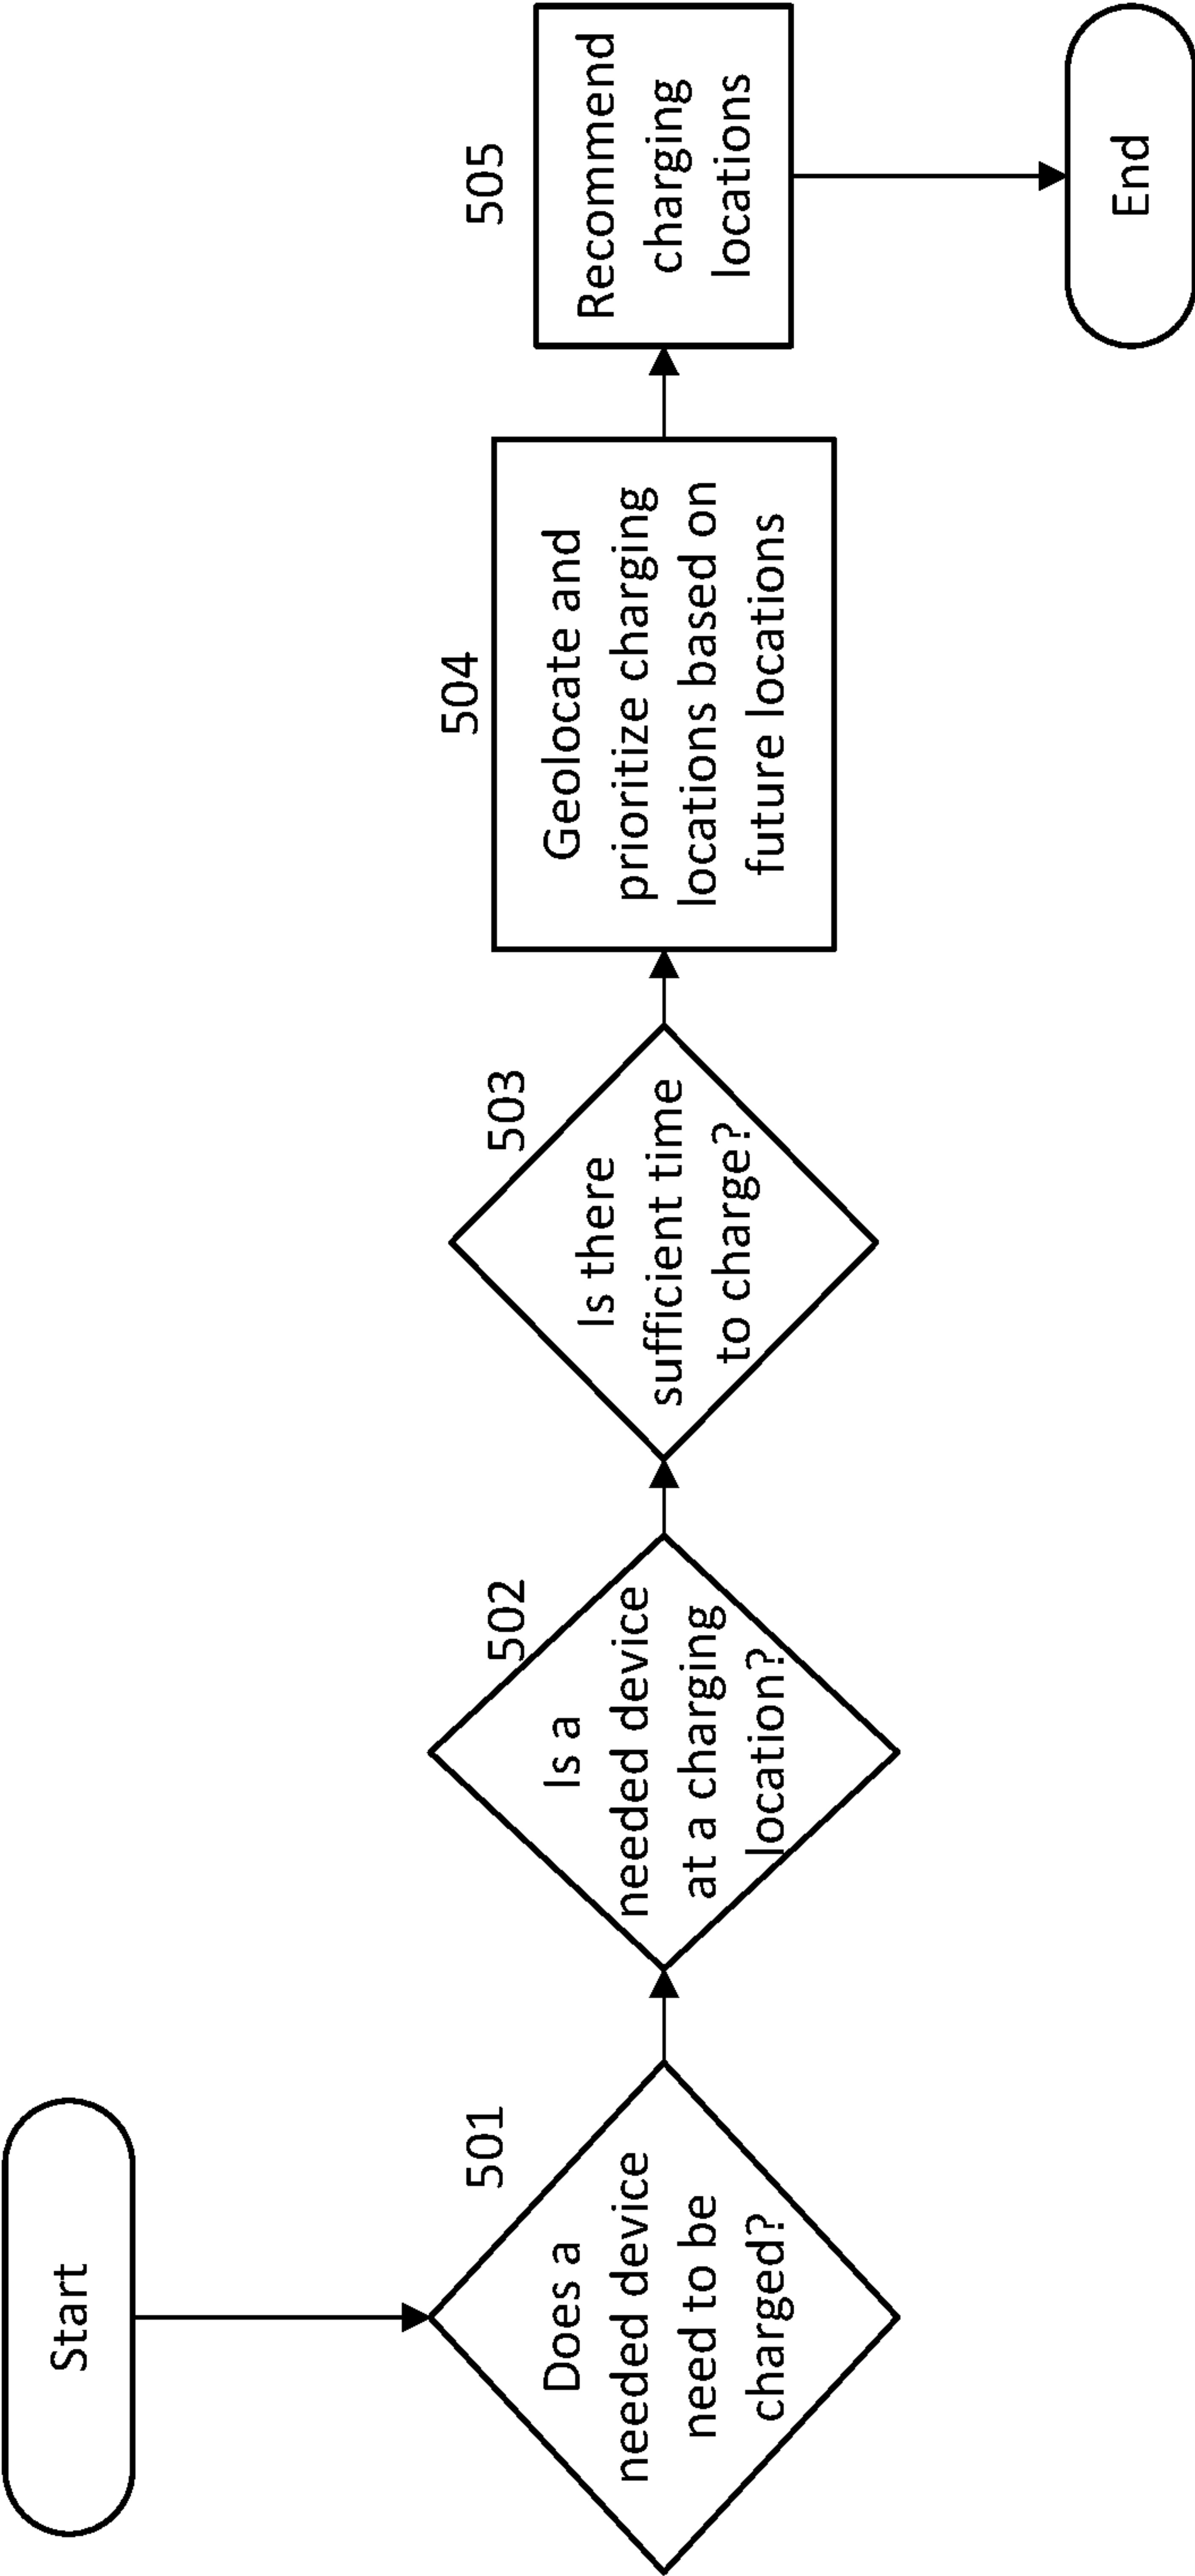 Start
501
Does a
needed device
need to be
charged?
502
Is a
needed device
at a charging
location?
503
Is there
sufficient time
to charge?
504
Geolocate and
prioritize charging
locations based on
future locations
505
Recommend
charging
locations
End